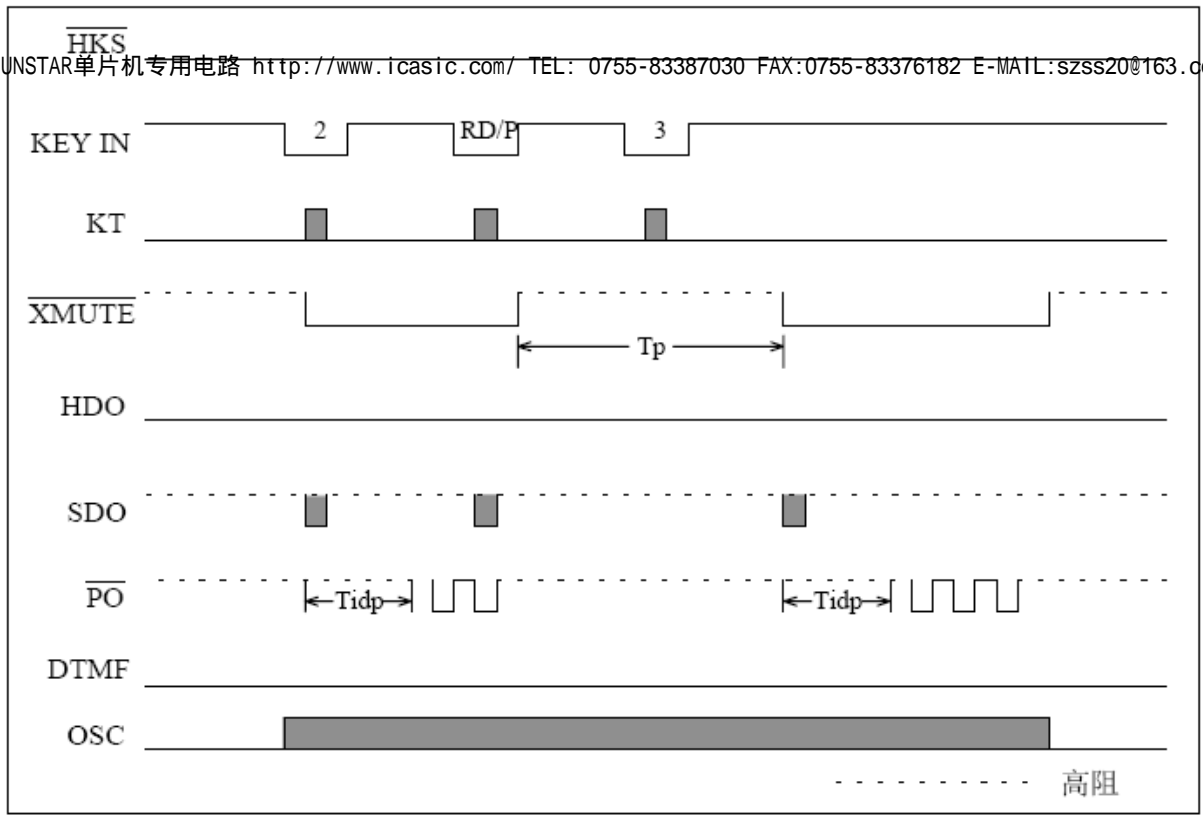 HKS
UNSTAR单片机专用电路 http://www.icasic.com/ TEL: 0755-83387030 FAX:0755-83376182 E-MAIL:szss20@163.c
KEY IN 2 RD/P 3
KT
XMUTE
Tp
HDO
SDO
PO Tidp Tidp
DTMF
OSC
高阻